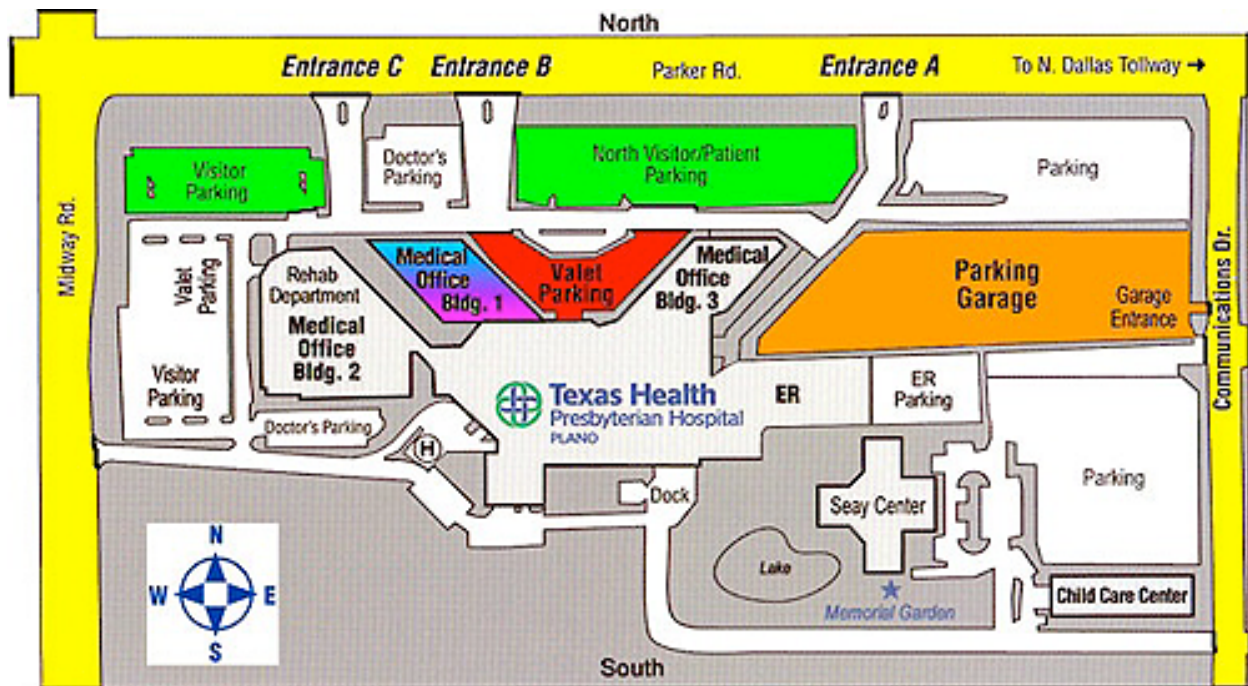 North
Entrance C
Entrance B
Parker Rd.
Entrance A
To N. Dallas Tollway →
Visitor
Parking
Doctor's
Parking
North Visitor/Patient
Parking
Parking
Midway Rd.
Valet
Parking
Rehab
Department
Medical
Office
Bldg. 2
Medical
Office
Bldg. 1
Valet
Parking
Medical
Office
Bldg. 3
Parking
Garage
Garage
Entrance
Communications Dr.
Visitor
Parking
Doctor's Parking
H
Texas Health
Presbyterian Hospital
PLANO
ER
ER
Parking
Dock
Seay Center
Parking
Lake
Memorial Garden
Child Care Center
N
W
E
S
South